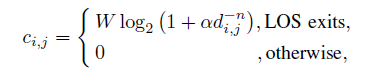 c_{i,j} = { W log_2 (1 + αd_{i,j}^{-n}), LOS exits,
0 , otherwise,